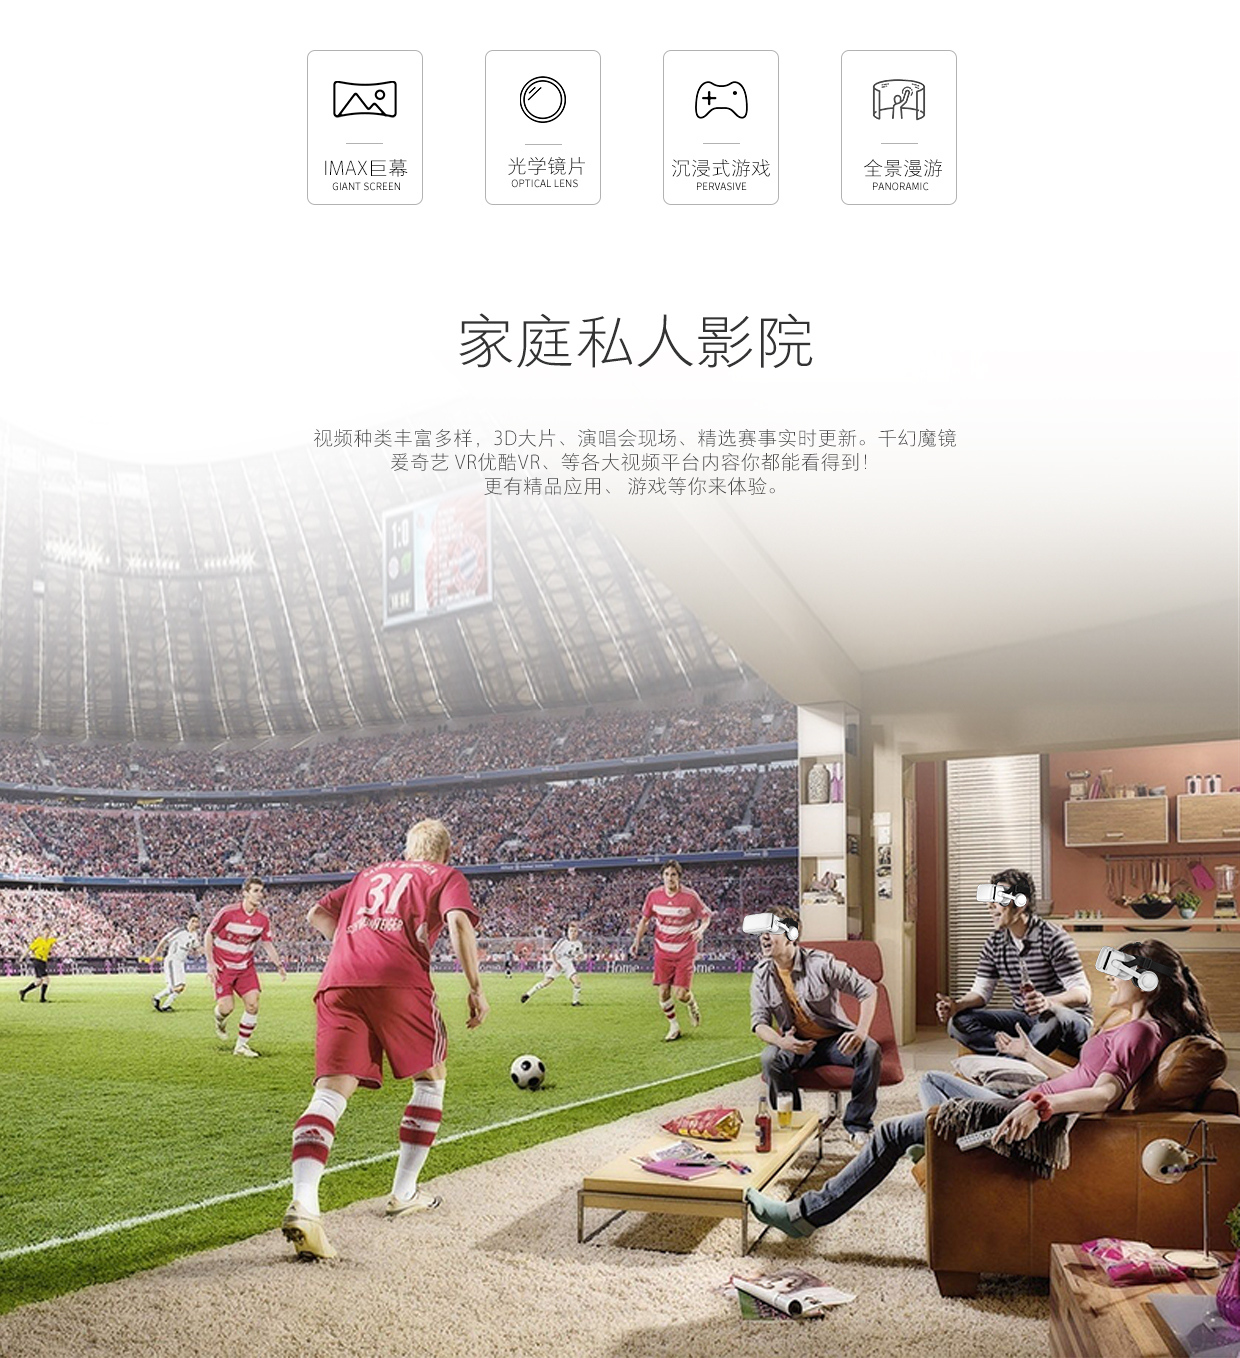 IMAX巨幕
GIANT SCREEN
光学镜片
OPTICAL LENS
沉浸式游戏
PERVASIVE
全景漫游
PANORAMIC
家庭私人影院
视频种类丰富多样，3D大片、演唱会现场、精选赛事实时更新。千幻魔镜
爱奇艺 VR优酷VR、等各大视频平台内容你都能看得到！
更有精品应用、 游戏等你来体验。
1:0
31
Home